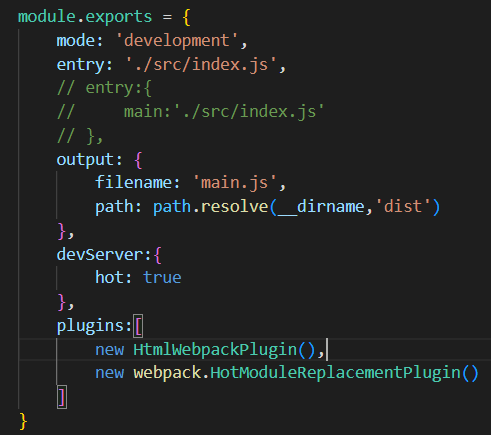 module.exports = {
    mode: 'development',
    entry: './src/index.js',
    // entry:{
    //     main:'./src/index.js'
    // },
    output: {
        filename: 'main.js',
        path: path.resolve(__dirname,'dist')
    },
    devServer:{
        hot: true
    },
    plugins:[
        new HtmlWebpackPlugin(),
        new webpack.HotModuleReplacementPlugin()
    ]
}